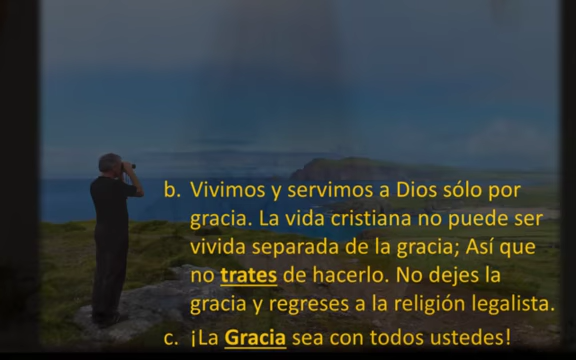 b. Vivimos y servimos a Dios sólo por
gracia. La vida cristiana no puede ser
vivida separada de la gracia; Así que
no trates de hacerlo. No dejes la
gracia y regreses a la religión legalista.
c. ¡La Gracia sea con todos ustedes!